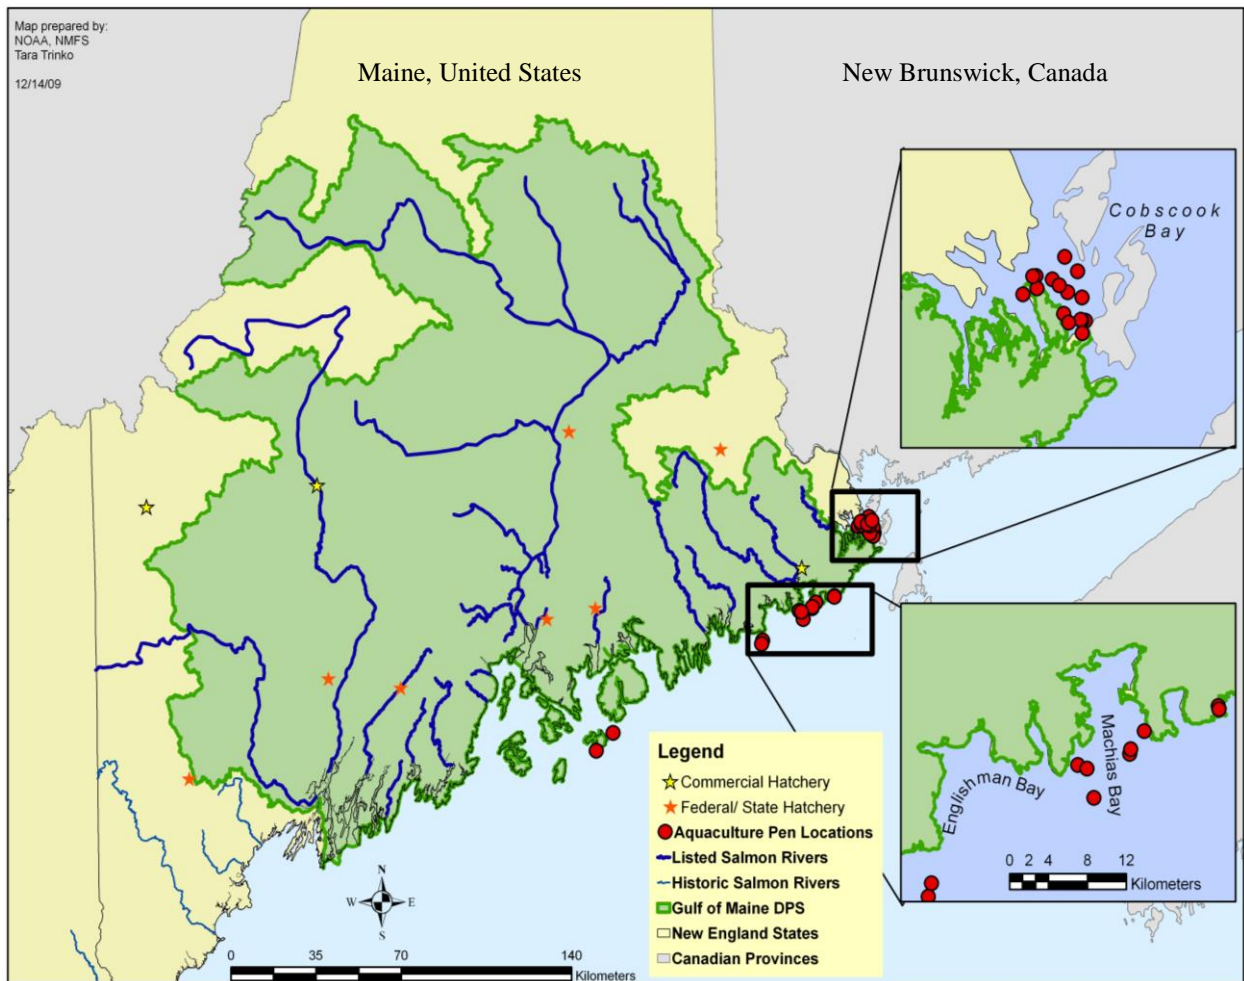 Map prepared by:
NOAA, NMFS
Tara Trinko
12/14/09
Maine, United States
New Brunswick, Canada
Cobscook
Bay
Englishman Bay
Machias Bay
0 2 4 8 12
Kilometers
Legend
Commercial Hatchery
Federal/ State Hatchery
Aquaculture Pen Locations
Listed Salmon Rivers
Historic Salmon Rivers
Gulf of Maine DPS
New England States
Canadian Provinces
N
W E
S
0 35 70 140
Kilometers